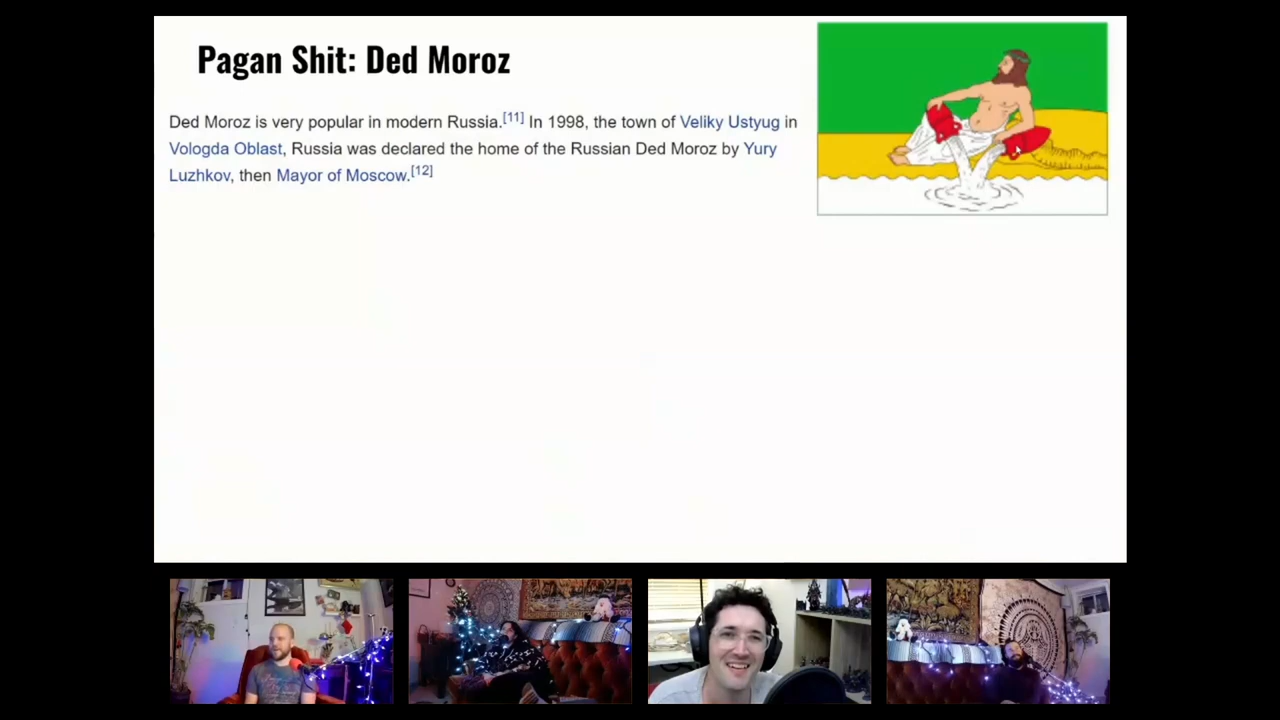 Pagan Shit: Ded Moroz
Ded Moroz is very popular in modern Russia.[11] In 1998, the town of Veliky Ustyug in
Vologda Oblast, Russia was declared the home of the Russian Ded Moroz by Yury
Luzhkov, then Mayor of Moscow.[12]